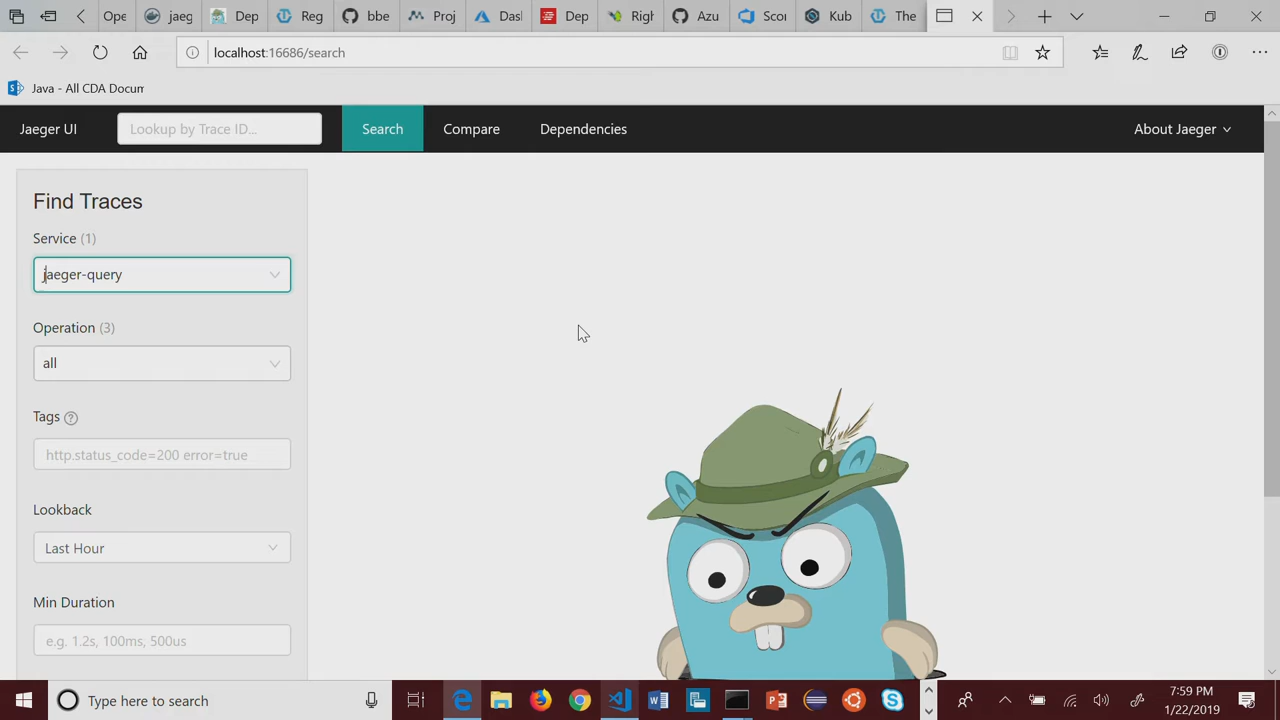 Ope
jaeg
Dep
Reg
bbe
Proj
Das
Dep
Righ
Azu
Scor
Kub
The
localhost:16686/search
Java - All CDA Docum
Jaeger UI
Lookup by Trace ID...
Search
Compare
Dependencies
About Jaeger
Find Traces
Service (1)
jaeger-query
Operation (3)
all
Tags ?
http.status_code=200 error=true
Lookback
Last Hour
Min Duration
e.g. 1.2s, 100ms, 500us
Type here to search
7:59 PM
1/22/2019